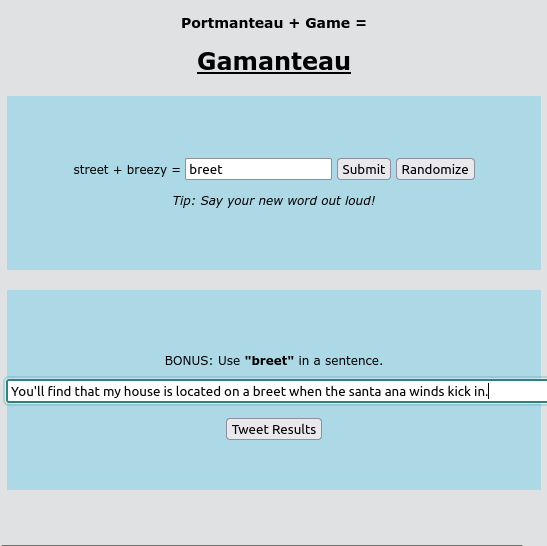 Portmanteau + Game =
Gamanteau
street + breezy = breet Submit Randomize
Tip: Say your new word out loud!
BONUS: Use "breet" in a sentence.
You'll find that my house is located on a breet when the santa ana winds kick in.
Tweet Results